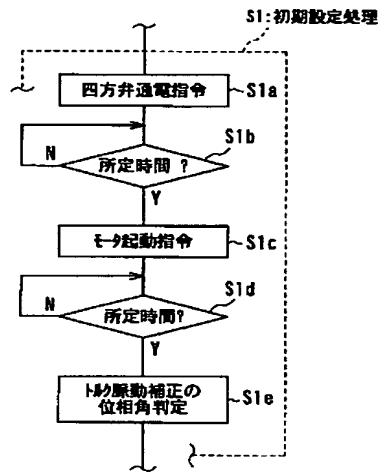 S1:初期設定処理
四方弁通電指令
S1a
S1b
所定時間 ?
N
Y
ﾓｰﾀ起動指令
S1c
S1d
所定時間?
N
Y
ﾄﾙｸ脈動補正の
位相角判定
S1e